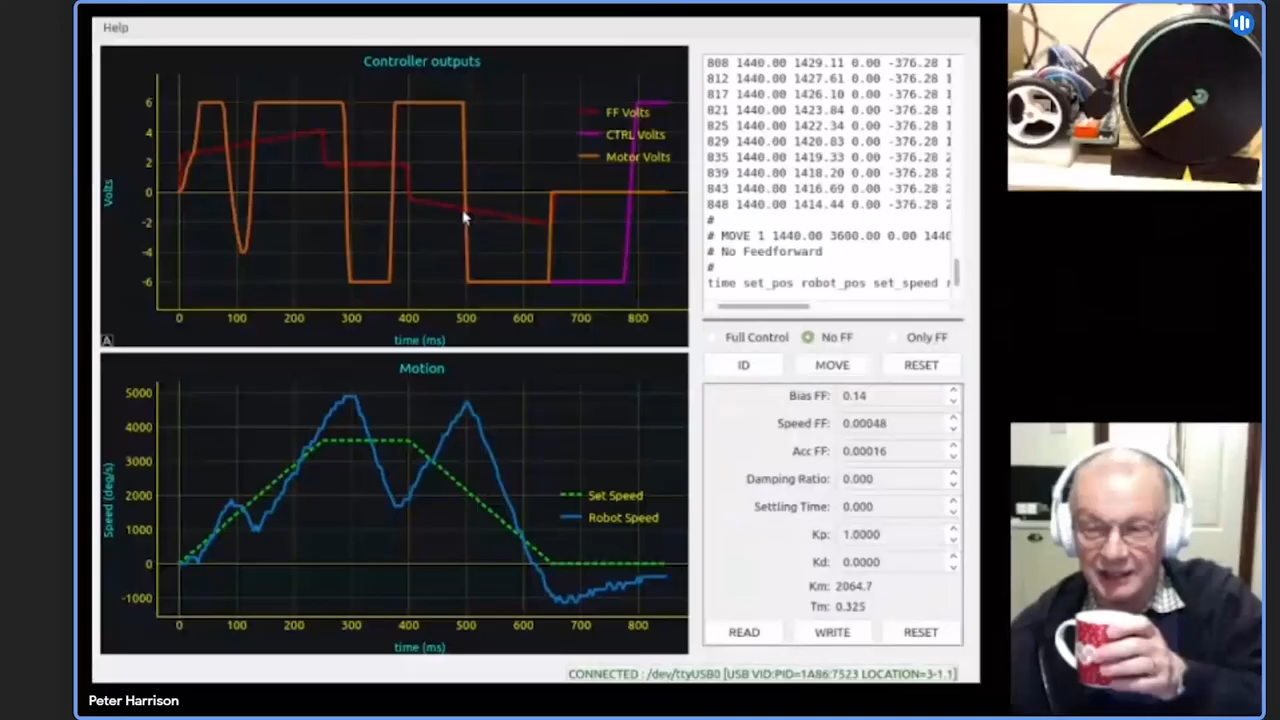 Help
Controller outputs
6
4
2
0
-2
-4
-6
Volts
FF Volts
CTRL Volts
Motor Volts
0 100 200 300 400 500 600 700 800
A
time (ms)
Motion
5000
4000
3000
2000
1000
0
-1000
Speed (deg/s)
Set Speed
Robot Speed
0 100 200 300 400 500 600 700 800
time (ms)
808 1440.00 1429.11 0.00 -376.28 1
812 1440.00 1427.61 0.00 -376.28 1
817 1440.00 1426.10 0.00 -376.28 1
821 1440.00 1423.84 0.00 -376.28 1
825 1440.00 1422.34 0.00 -376.28 1
829 1440.00 1420.83 0.00 -376.28 1
835 1440.00 1419.33 0.00 -376.28 2
839 1440.00 1418.20 0.00 -376.28 2
843 1440.00 1416.69 0.00 -376.28 2
848 1440.00 1414.44 0.00 -376.28 2
#
# MOVE 1 1440.00 3600.00 0.00 1440
# No Feedforward
#
time set_pos robot_pos set_speed
Full Control No FF Only FF
ID MOVE RESET
Bias FF: 0.14
Speed FF: 0.00048
Acc FF: 0.00016
Damping Ratio: 0.000
Settling Time: 0.000
Kp: 1.0000
Kd: 0.0000
Km: 2064.7
Tm: 0.325
READ WRITE RESET
CONNECTED : /dev/ttyUSB0 [USB VID:PID=1A86:7523 LOCATION=3-1.1]
Peter Harrison